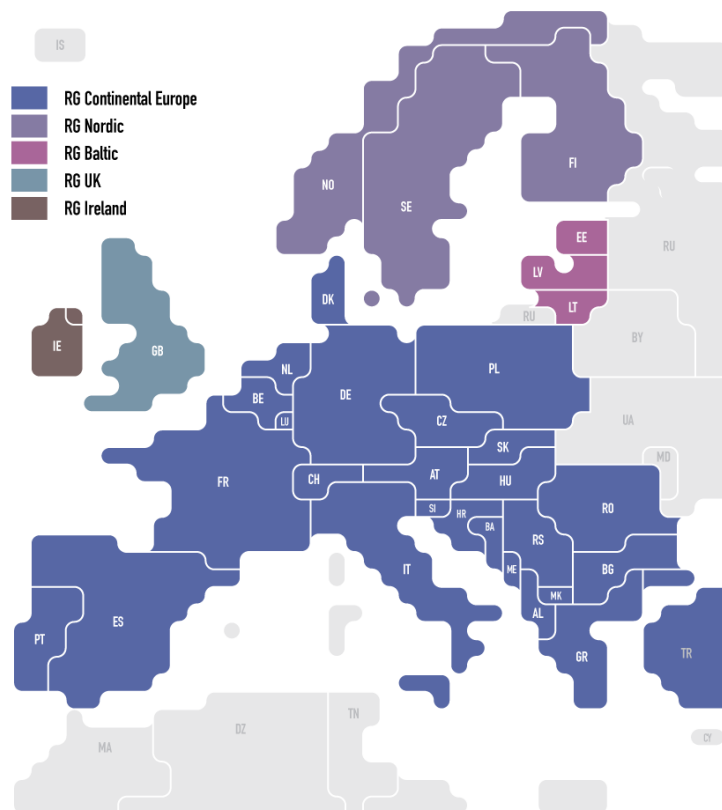 IS
RG Continental Europe
RG Nordic
RG Baltic
RG UK
RG Ireland
NO
SE
FI
EE
RU
LV
LT
RU
DK
BY
IE
GB
NL
DE
PL
BE
LU
CZ
UA
SK
MD
FR
CH
AT
HU
SI
HR
RO
BA
RS
IT
ME
BG
MK
AL
ES
PT
GR
TR
TN
DZ
CY
MA